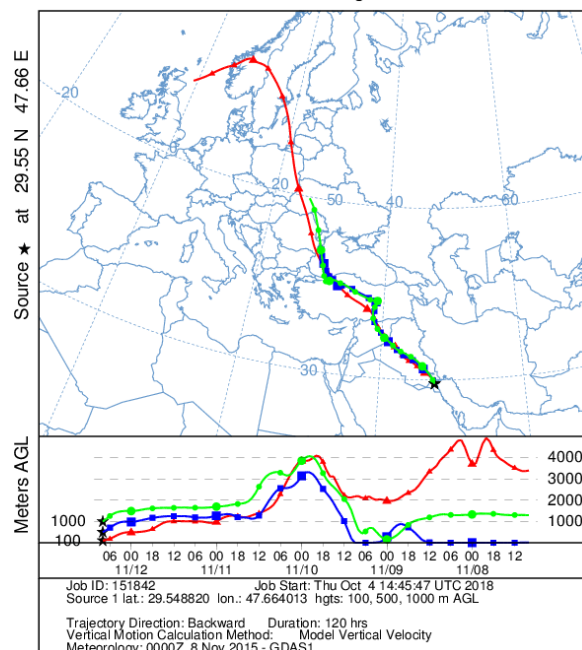 Source ★ at 29.55 N 47.66 E
20
20
50
40
60
30
Meters AGL
4000
3000
2000
1000
1000
100
06 00 18 12 06 00 18 12 06 00 18 12 06 00 18 12 06 00 18 12
11/12 11/11 11/10 11/09 11/08
Job ID: 151842 Job Start: Thu Oct 4 14:45:47 UTC 2018
Source 1 lat.: 29.548820 lon.: 47.664013 hgts: 100, 500, 1000 m AGL
Trajectory Direction: Backward Duration: 120 hrs
Vertical Motion Calculation Method: Model Vertical Velocity
Meteorology: 0000Z 8 Nov 2015 - GDAS1